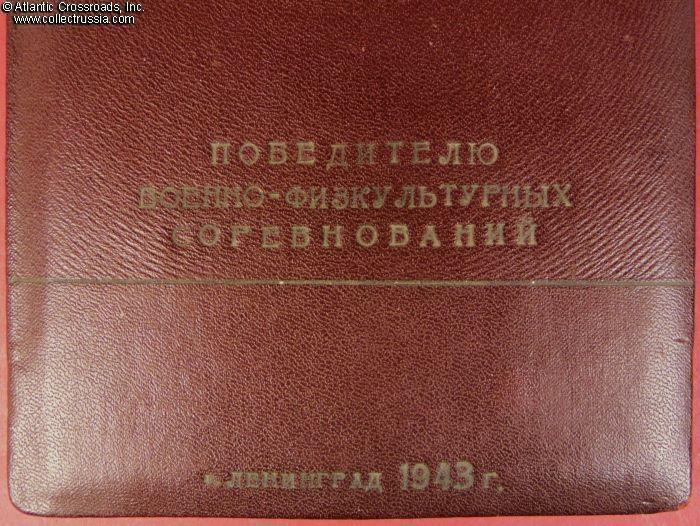 © Atlantic Crossroads, Inc.
www.collectrussia.com
ПОБЕДИТЕЛЮ
ВОЕННО-ФИЗКУЛЬТУРНЫХ
СОРЕВНОВАНИЙ
г. ЛЕНИНГРАД 1943 г.